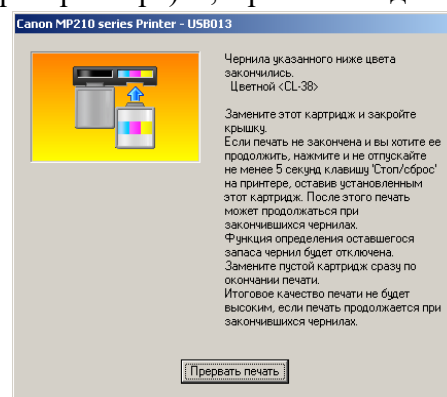 Canon MP210 series Printer - USB013
Чернила указанного ниже цвета
закончились.
Цветной <CL-38>
Замените этот картридж и закройте
крышку.
Если печать не закончена и вы хотите ее
продолжить, нажмите и не отпускайте
не менее 5 секунд клавишу 'Стоп/сброс'
на принтере, оставив установленным
этот картридж. После этого печать
может продолжаться при
закончившихся чернилах.
Функция определения оставшегося
запаса чернил будет отключена.
Замените пустой картридж сразу по
окончании печати.
Итоговое качество печати не будет
высоким, если печать продолжается при
закончившихся чернилах.
Прервать печать